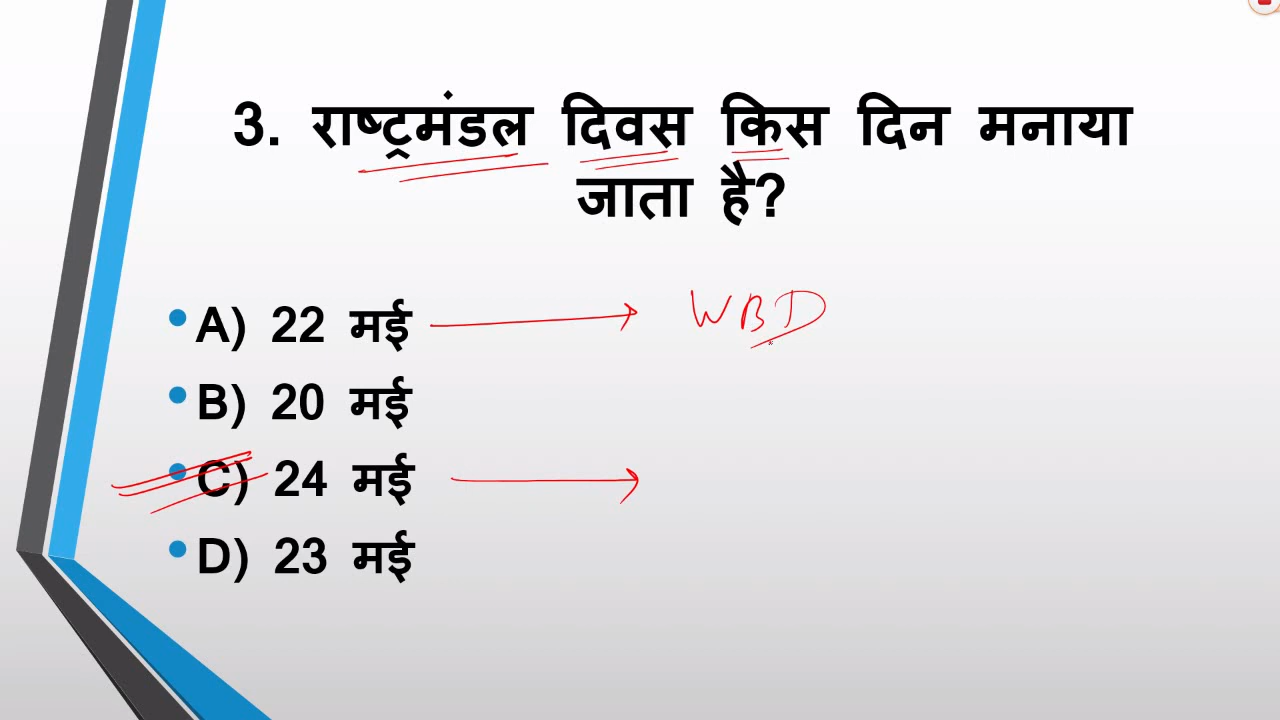 3. राष्ट्रमंडल दिवस किस दिन मनाया
जाता है?
A) 22 मई WBD
B) 20 मई
C) 24 मई
D) 23 मई